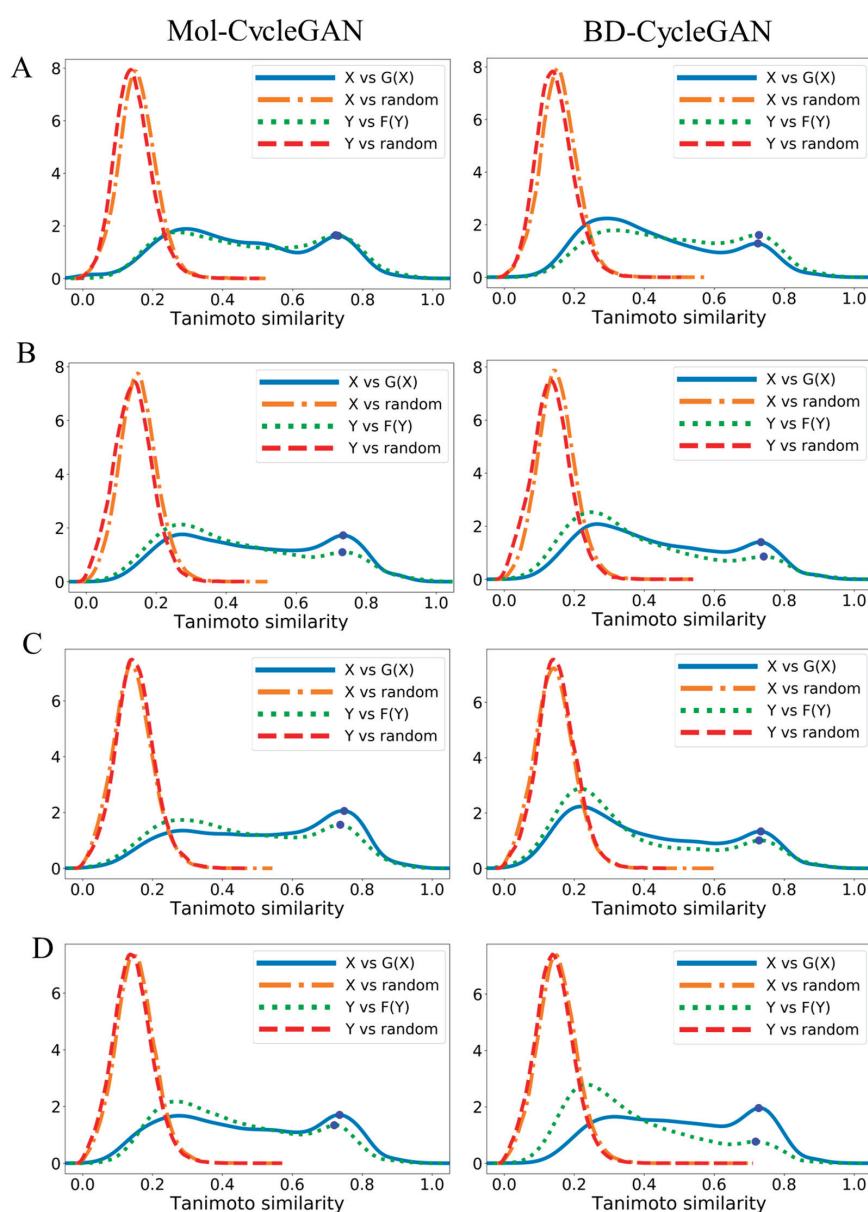 Mol-CycleGAN
BD-CycleGAN
A
8
6
4
2
0
X vs G(X)
X vs random
Y vs F(Y)
Y vs random
0.0 0.2 0.4 0.6 0.8 1.0
Tanimoto similarity
8
6
4
2
0
X vs G(X)
X vs random
Y vs F(Y)
Y vs random
0.0 0.2 0.4 0.6 0.8 1.0
Tanimoto similarity
B
8
6
4
2
0
X vs G(X)
X vs random
Y vs F(Y)
Y vs random
0.0 0.2 0.4 0.6 0.8 1.0
Tanimoto similarity
8
6
4
2
0
X vs G(X)
X vs random
Y vs F(Y)
Y vs random
0.0 0.2 0.4 0.6 0.8 1.0
Tanimoto similarity
C
6
4
2
0
X vs G(X)
X vs random
Y vs F(Y)
Y vs random
0.0 0.2 0.4 0.6 0.8 1.0
Tanimoto similarity
6
4
2
0
X vs G(X)
X vs random
Y vs F(Y)
Y vs random
0.0 0.2 0.4 0.6 0.8 1.0
Tanimoto similarity
D
6
4
2
0
X vs G(X)
X vs random
Y vs F(Y)
Y vs random
0.0 0.2 0.4 0.6 0.8 1.0
Tanimoto similarity
6
4
2
0
X vs G(X)
X vs random
Y vs F(Y)
Y vs random
0.0 0.2 0.4 0.6 0.8 1.0
Tanimoto similarity